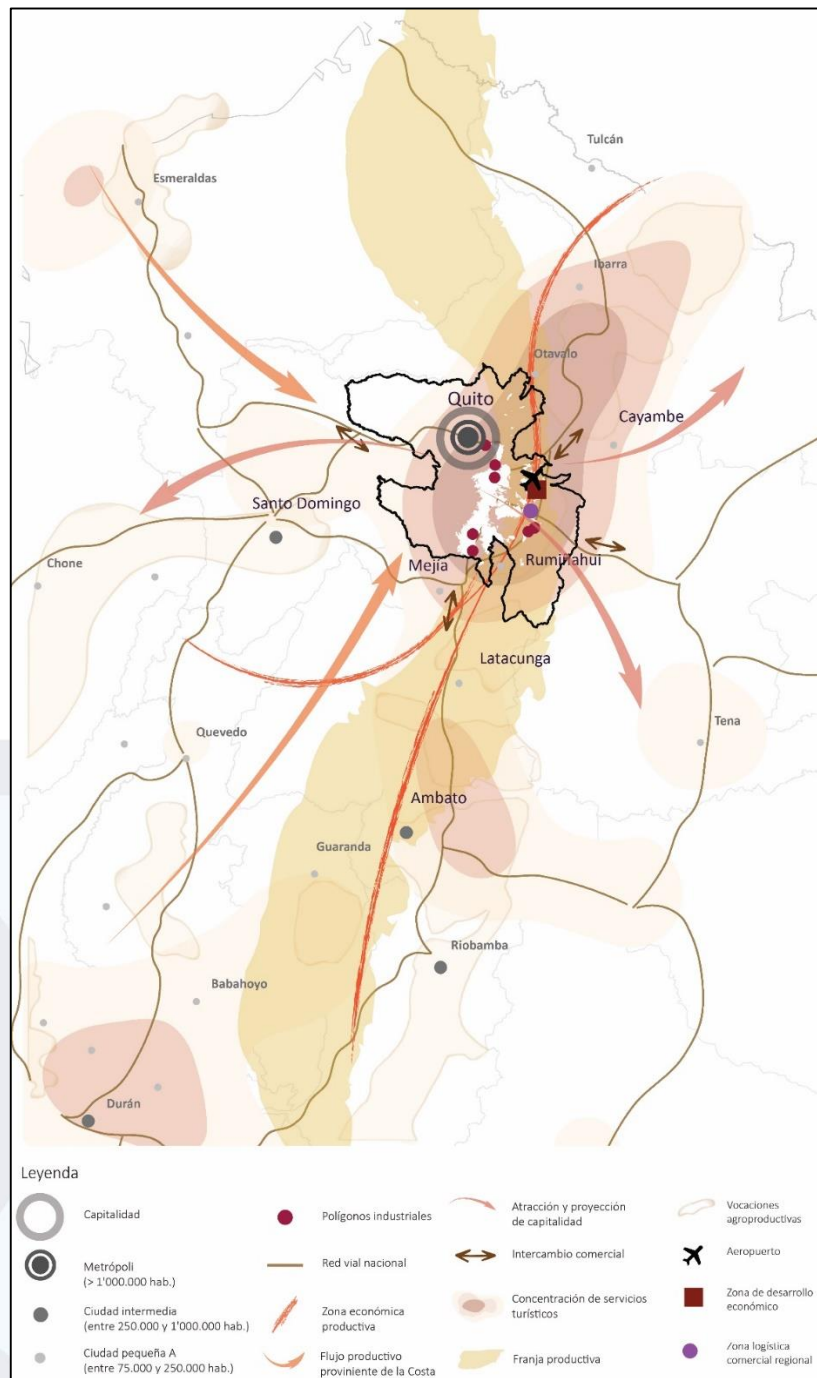 Tulcán
Esmeraldas
Ibarra
Otavalo
Quito
Cayambe
Santo Domingo
Chone
Mejía
Rumiñahui
Latacunga
Tena
Quevedo
Ambato
Guaranda
Riobamba
Babahoyo
Durán
Leyenda
Capitalidad
Metrópoli
(> 1'000.000 hab.)
Ciudad intermedia
(entre 250.000 y 1'000.000 hab.)
Ciudad pequeña A
(entre 75.000 y 250.000 hab.)
Polígonos industriales
Red vial nacional
Zona económica
productiva
Flujo productivo
proviniente de la Costa
Atracción y proyección
de capitalidad
Intercambio comercial
Concentración de servicios
turísticos
Franja productiva
Vocaciones
agroproductivas
Aeropuerto
Zona de desarrollo
económico
Zona logística
comercial regional